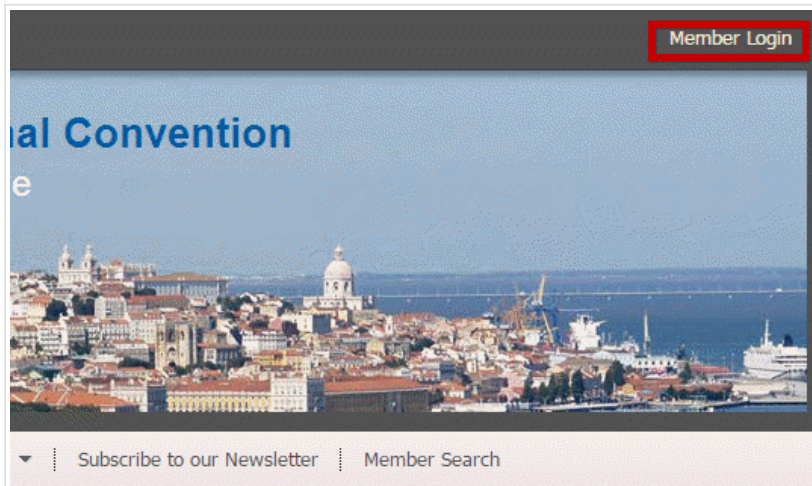 Member Login
al Convention
e
Subscribe to our Newsletter
Member Search